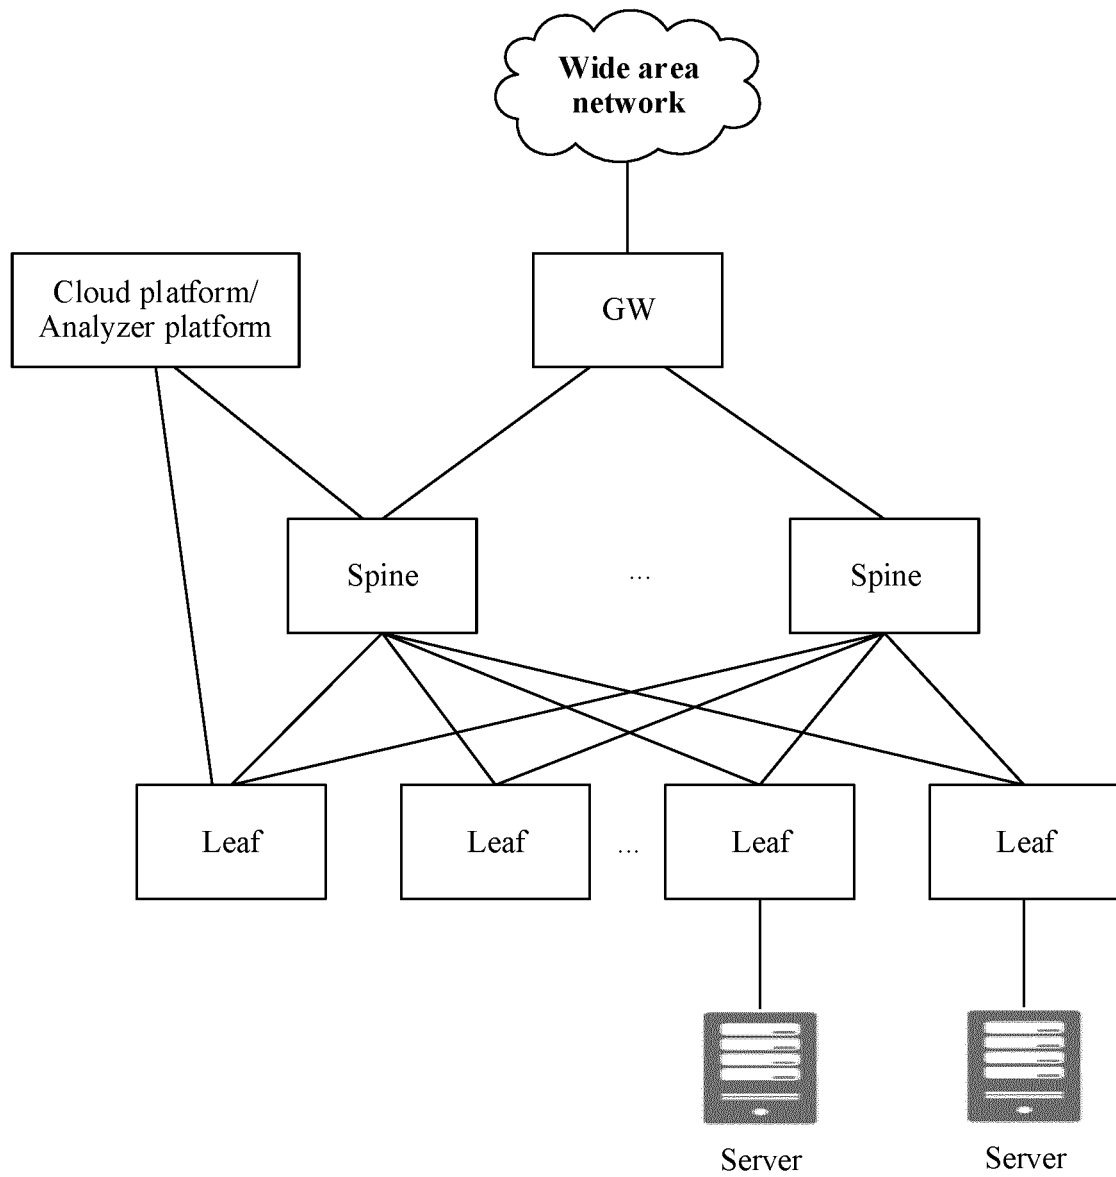 Wide area
network
Cloud platform/
Analyzer platform
GW
Spine
...
Spine
Leaf
Leaf
...
Leaf
Leaf
Server
Server